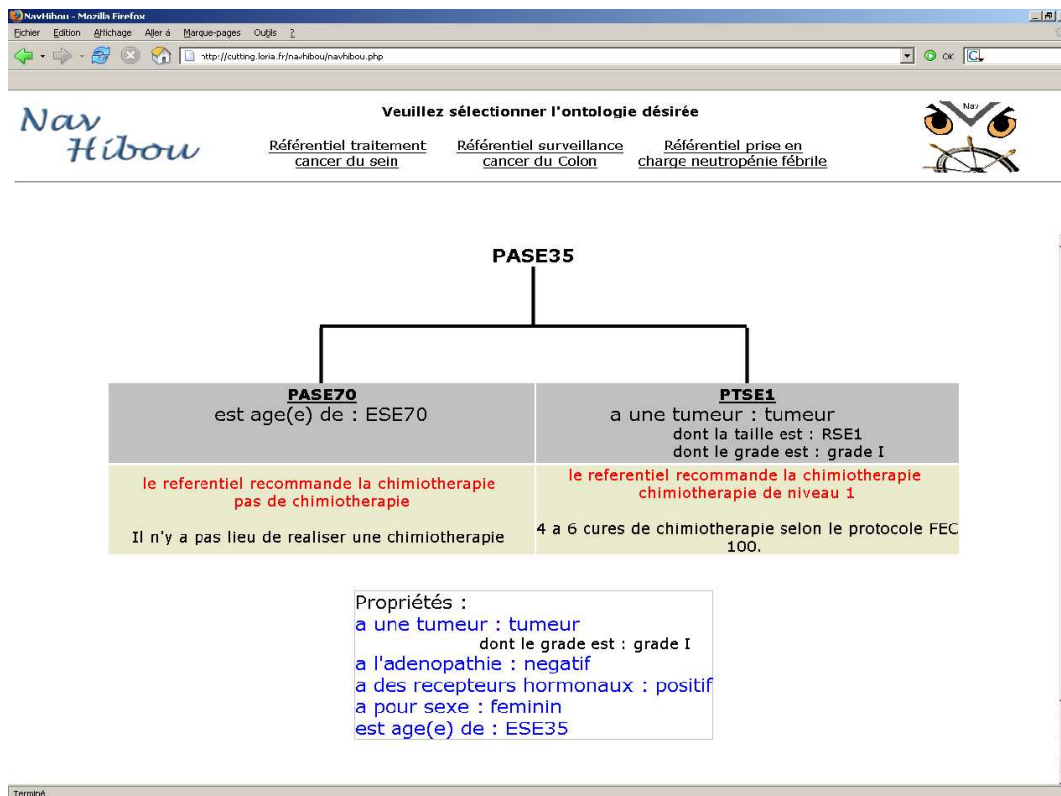 NavHibou - Mozilla Firefox
Fichier Edition Affichage Aller à Marque-pages Outils ?
http://cutting.loria.fr/navhibou/navhibou.php OK
Nav
Hibou
Veuillez sélectionner l'ontologie désirée
Référentiel traitement
cancer du sein
Référentiel surveillance
cancer du Colon
Référentiel prise en
charge neutropénie fébrile
Nav
PASE35
PASE70
est age(e) de : ESE70
PTSE1
a une tumeur : tumeur
dont la taille est : RSE1
dont le grade est : grade I
le referentiel recommande la chimiotherapie
pas de chimiotherapie
Il n'y a pas lieu de realiser une chimiotherapie
le referentiel recommande la chimiotherapie
chimiotherapie de niveau 1
4 a 6 cures de chimiotherapie selon le protocole FEC
100.
Propriétés :
a une tumeur : tumeur
dont le grade est : grade I
a l'adenopathie : negatif
a des recepteurs hormonaux : positif
a pour sexe : feminin
est age(e) de : ESE35
Terminé